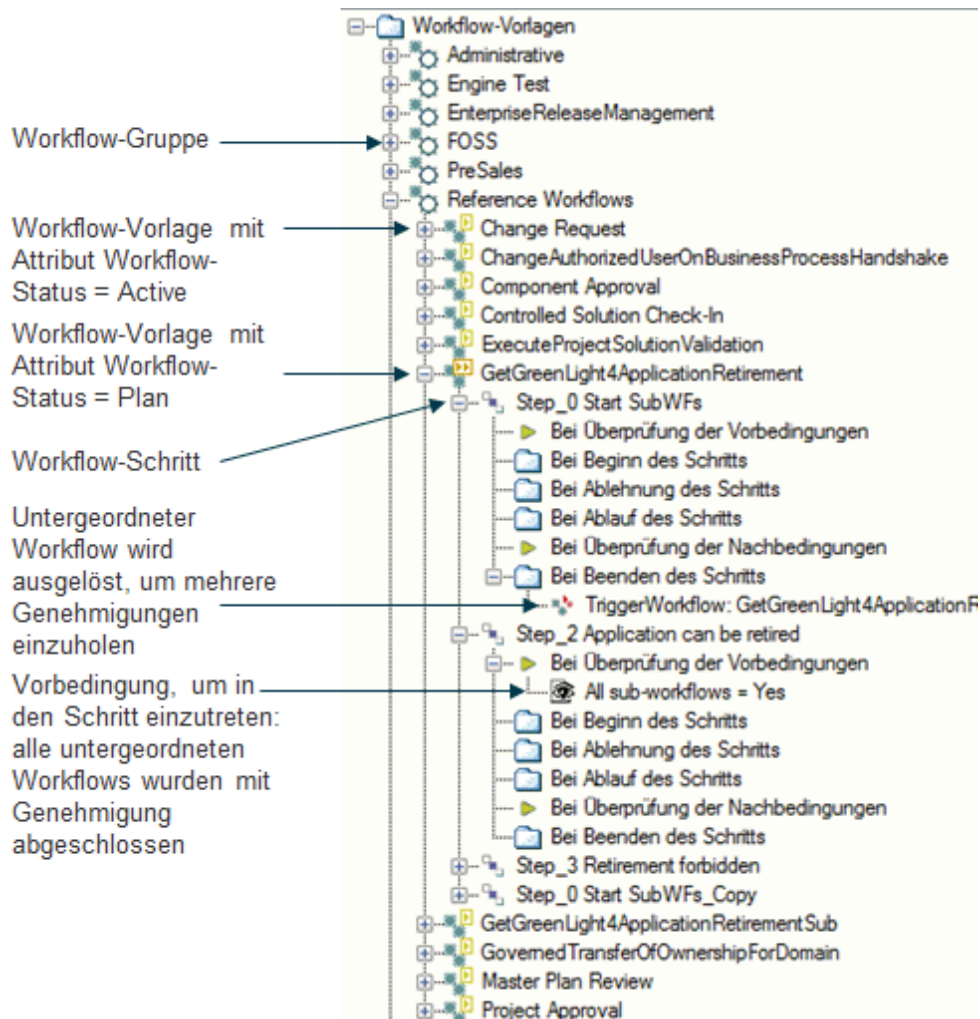 Workflow-Vorlagen
Administrative
Engine Test
EnterpriseReleaseManagement
Workflow-Gruppe
FOSS
PreSales
Reference Workflows
Workflow-Vorlage mit
Attribut Workflow-
Status = Active
Change Request
ChangeAuthorizedUserOnBusinessProcessHandshake
Component Approval
Controlled Solution Check-In
Workflow-Vorlage mit
Attribut Workflow-
Status = Plan
ExecuteProjectSolutionValidation
GetGreenLight4ApplicationRetirement
Step_0 Start SubWFs
Bei Überprüfung der Vorbedingungen
Workflow-Schritt
Bei Beginn des Schritts
Bei Ablehnung des Schritts
Bei Ablauf des Schritts
Bei Überprüfung der Nachbedingungen
Bei Beenden des Schritts
Untergeordneter
Workflow wird
ausgelöst, um mehrere
Genehmigungen
einzuholen
TriggerWorkflow: GetGreenLight4ApplicationR
Step_2 Application can be retired
Bei Überprüfung der Vorbedingungen
Vorbedingung, um in
den Schritt einzutreten:
alle untergeordneten
Workflows wurden mit
Genehmigung
abgeschlossen
All sub-workflows = Yes
Bei Beginn des Schritts
Bei Ablehnung des Schritts
Bei Ablauf des Schritts
Bei Überprüfung der Nachbedingungen
Bei Beenden des Schritts
Step_3 Retirement forbidden
Step_0 Start SubWFs_Copy
GetGreenLight4ApplicationRetirementSub
GovernedTransferOfOwnershipForDomain
Master Plan Review
Project Approval